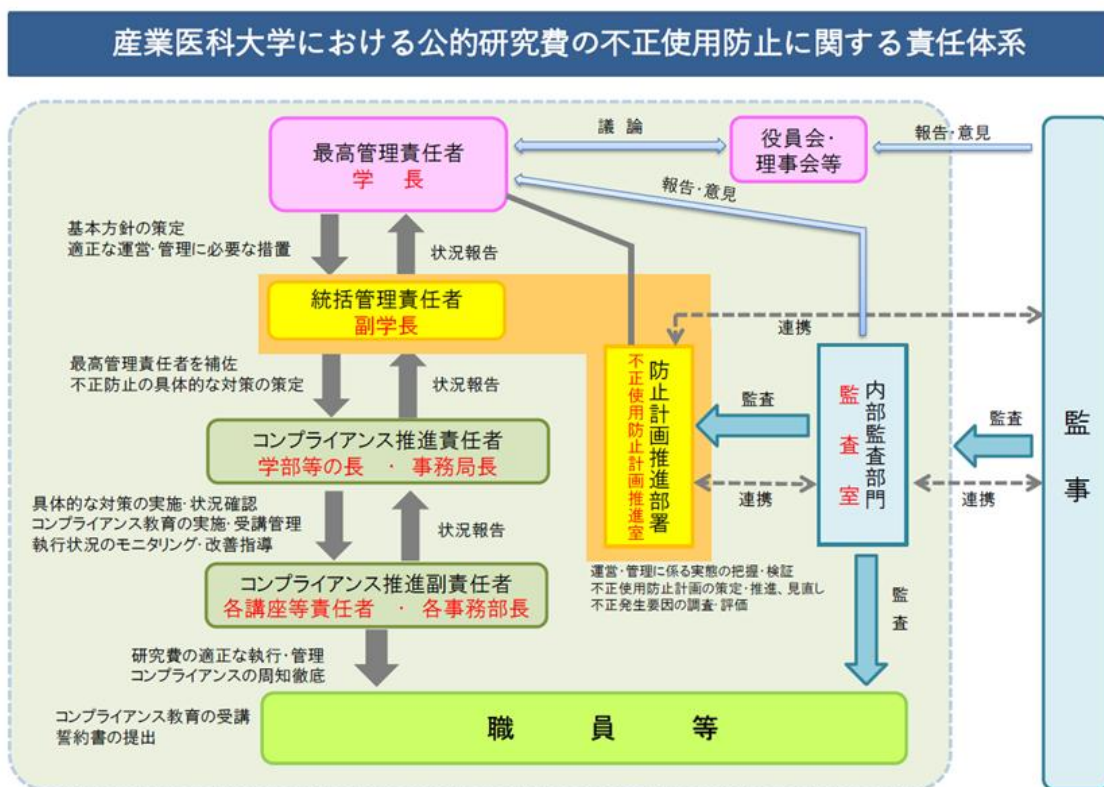 産業医科大学における公的研究費の不正使用防止に関する責任体系
最高管理責任者
学　長
議 論
役員会・
理事会等
報告・意見
報告・意見
基本方針の策定
適正な運営・管理に必要な措置
状況報告
統括管理責任者
副学長
連携
最高管理責任者を補佐
不正防止の具体的な対策の策定
状況報告
防止計画推進部署
不正使用防止計画推進室
監査
内部監査部門
監査室
監査
監事
コンプライアンス推進責任者
学部等の長 ・ 事務局長
連携
連携
具体的な対策の実施・状況確認
コンプライアンス教育の実施・受講管理
執行状況のモニタリング・改善指導
状況報告
運営・管理に係る実態の把握・検証
不正使用防止計画の策定・推進、見直し
不正発生要因の調査・評価
コンプライアンス推進副責任者
各講座等責任者 ・ 各事務部長
監査
研究費の適正な執行・管理
コンプライアンスの周知徹底
コンプライアンス教育の受講
誓約書の提出
職　員　等